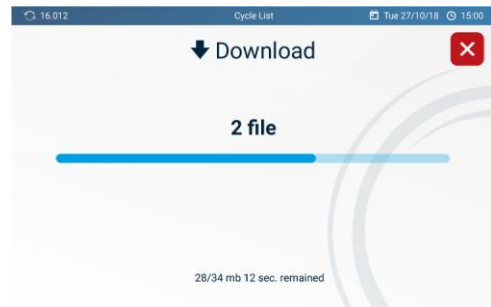 16.012 Cycle List Tue 27/10/18 15:00
Download
2 file
28/34 mb 12 sec. remained